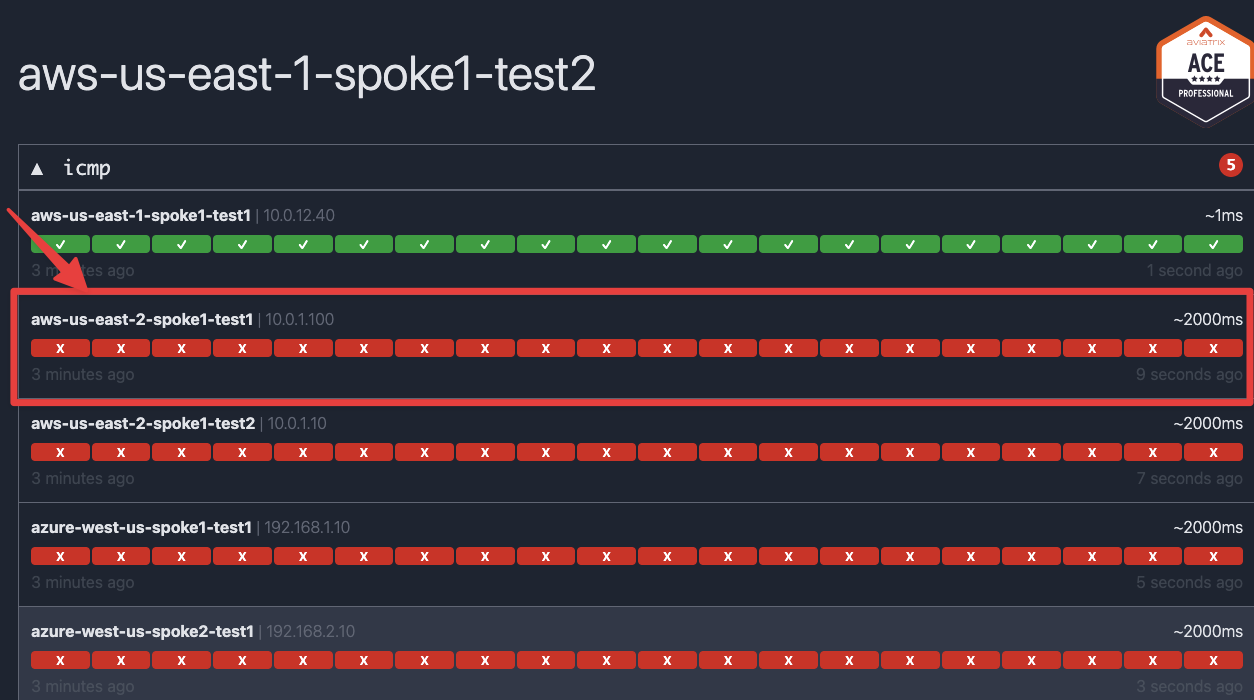 aws-us-east-1-spoke1-test2
aviatrix
ACE
PROFESSIONAL
▲ icmp 5
aws-us-east-1-spoke1-test1 | 10.0.12.40 ~1ms
✓ ✓ ✓ ✓ ✓ ✓ ✓ ✓ ✓ ✓ ✓ ✓ ✓ ✓ ✓ ✓ ✓ ✓ ✓ ✓
3 minutes ago 1 second ago
aws-us-east-2-spoke1-test1 | 10.0.1.100 ~2000ms
X X X X X X X X X X X X X X X X X X X X
3 minutes ago 9 seconds ago
aws-us-east-2-spoke1-test2 | 10.0.1.10 ~2000ms
X X X X X X X X X X X X X X X X X X X X
3 minutes ago 7 seconds ago
azure-west-us-spoke1-test1 | 192.168.1.10 ~2000ms
X X X X X X X X X X X X X X X X X X X X
3 minutes ago 5 seconds ago
azure-west-us-spoke2-test1 | 192.168.2.10 ~2000ms
X X X X X X X X X X X X X X X X X X X X
3 minutes ago 3 seconds ago